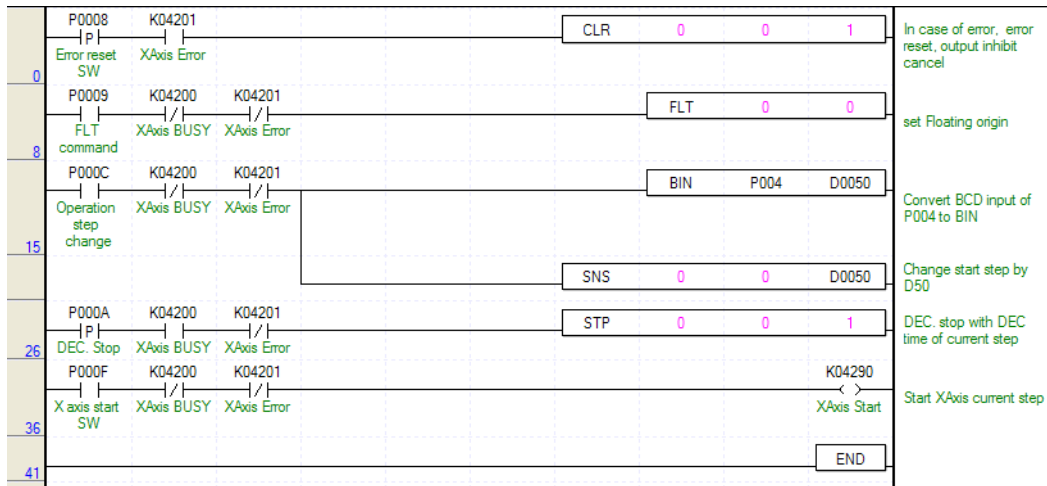 P0008 K04201
P CLR 0 0 1 In case of error, error
Error reset XAxis Error reset, output inhibit
SW cancel
0
P0009 K04200 K04201
FLT 0 0
FLT XAxis BUSY XAxis Error set Floating origin
command
8
P000C K04200 K04201
BIN P004 D0050
Operation XAxis BUSY XAxis Error Convert BCD input of
step P004 to BIN
change
15
SNS 0 0 D0050 Change start step by
D50
P000A K04200 K04201
P STP 0 0 1 DEC. stop with DEC
DEC. Stop XAxis BUSY XAxis Error time of current step
26
P000F K04200 K04201 K04290
X axis start XAxis BUSY XAxis Error XAxis Start Start XAxis current step
SW
36
END
41